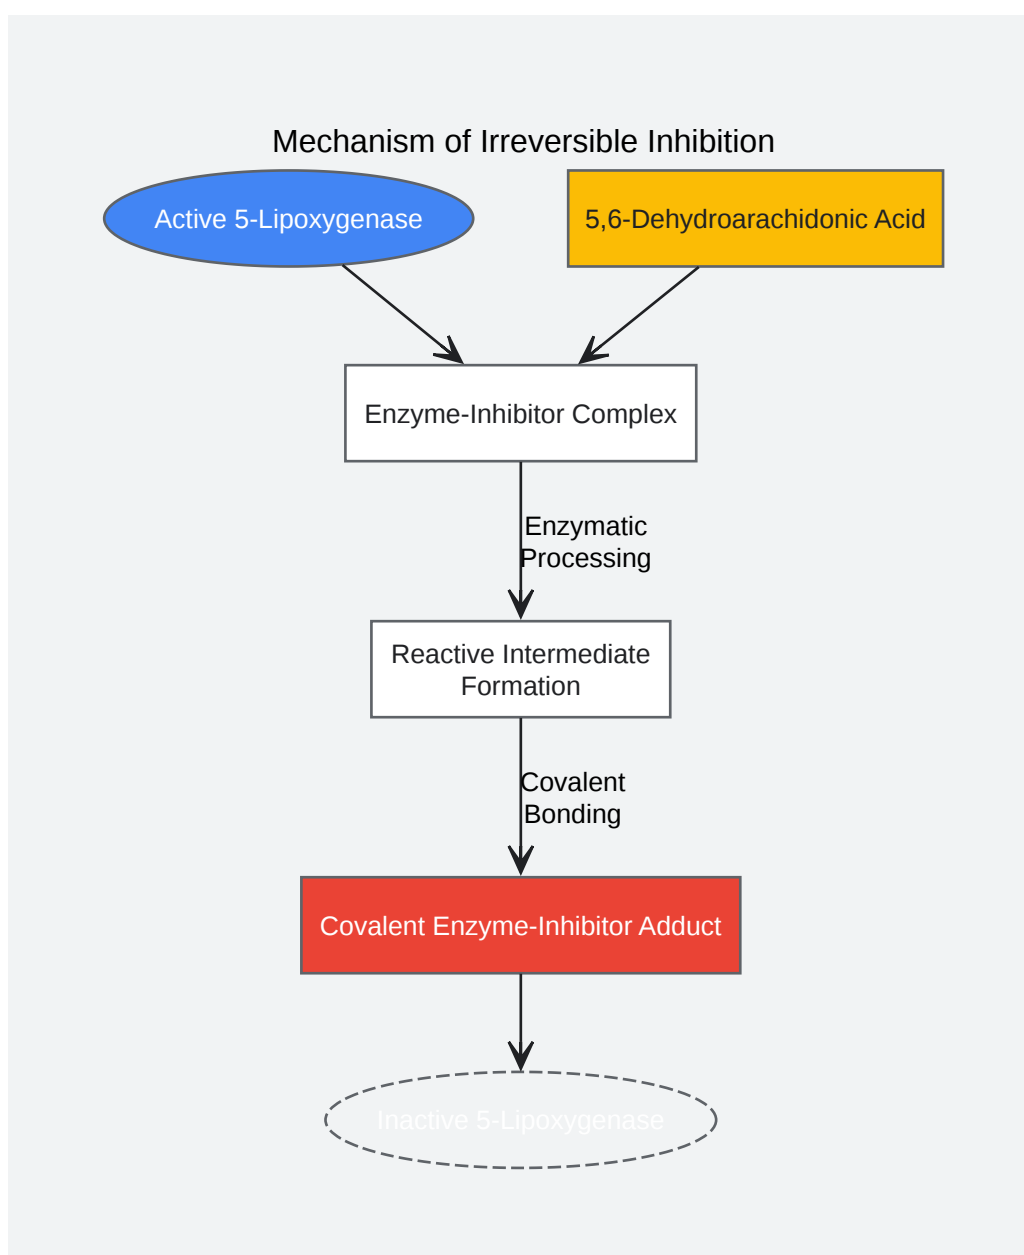 Mechanism of Irreversible Inhibition
Active 5-Lipoxygenase
5,6-Dehydroarachidonic Acid
Enzyme-Inhibitor Complex
Enzymatic
Processing
Reactive Intermediate
Formation
Covalent
Bonding
Covalent Enzyme-Inhibitor Adduct
Inactive 5-Lipoxygenase